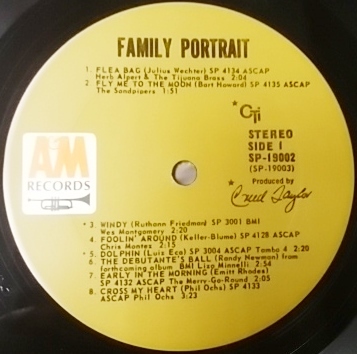 FAMILY PORTRAIT
1. FLEA BAG (Julius Wechter) SP 4134 ASCAP
Herb Alpert & The Tijuana Brass 2:04
2. FLY ME TO THE MOON (Bart Howard) SP 4135 ASCAP
The Sandpipers 1:51
A&M
RECORDS
* CTi
STEREO
SIDE 1
SP-19002
(SP-19003)
* Produced by
Creed Taylor
* 3. WINDY (Ruthann Friedman) SP 3001 BMI
Wes Montgomery 2:20
4. FOOLIN' AROUND (Keller-Blume) SP 4128 ASCAP
Chris Montez 2:15
* 5. DOLPHIN (Luiz Eca) SP 3004 ASCAP Tamba 4 2:20
6. THE DEBUTANTE'S BALL (Randy Newman) from
forthcoming album BMI Liza Minnelli 2:54
7. EARLY IN THE MORNING (Emitt Rhodes)
SP 4132 ASCAP The Merry-Go-Round 2:05
8. CROSS MY HEART (Phil Ochs) SP 4133
ASCAP Phil Ochs 3:23